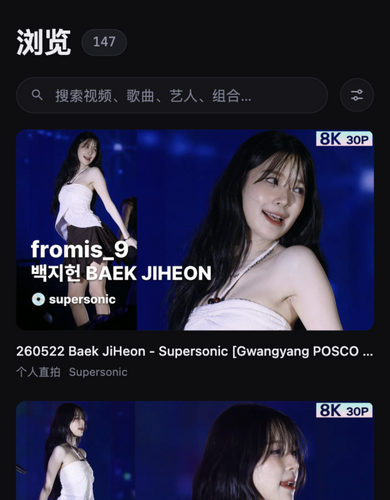 浏览 147
搜索视频、歌曲、艺人、组合...
8K 30P
fromis_9
백지헌 BAEK JIHEON
supersonic
260522 Baek JiHeon - Supersonic [Gwangyang POSCO ...
个人直拍 Supersonic
8K 30P